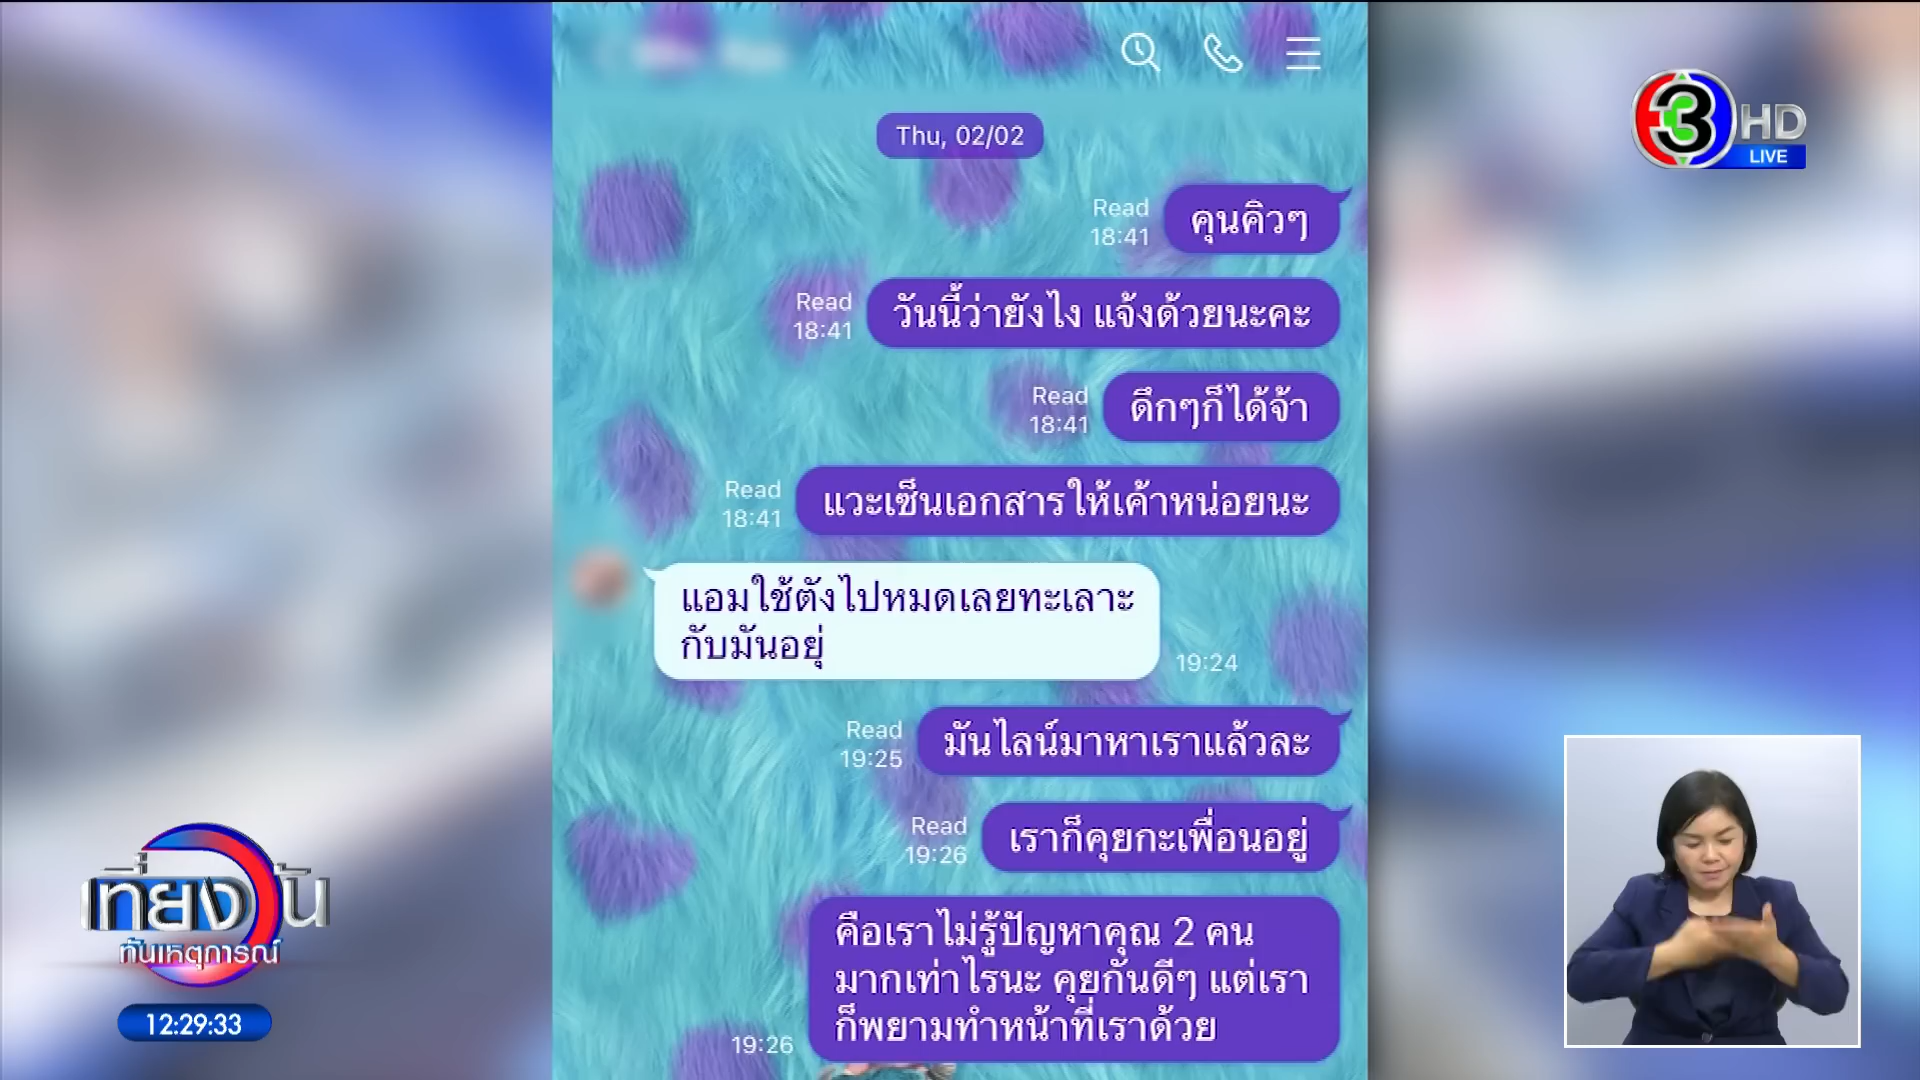 Thu, 02/02
Read
18:41
คุนคิวๆ
Read
18:41
วันนี้ว่ายังไง แจ้งด้วยนะคะ
Read
18:41
ดึกๆก็ได้จ้า
Read
18:41
แวะเซ็นเอกสารให้เค้าหน่อยนะ
แอมใช้ตังไปหมดเลยทะเลาะ
กับมันอยุ่
19:24
Read
19:25
มันไลน์มาหาเราแล้วละ
Read
19:26
เราก็คุยกะเพื่อนอยู่
คือเราไม่รู้ปัญหาคุณ 2 คน
มากเท่าไรนะ คุยกันดีๆ แต่เรา
ก็พยามทำหน้าที่เราด้วย
19:26
3 HD
LIVE
เที่ยงวัน
ทันเหตุการณ์
12:29:33